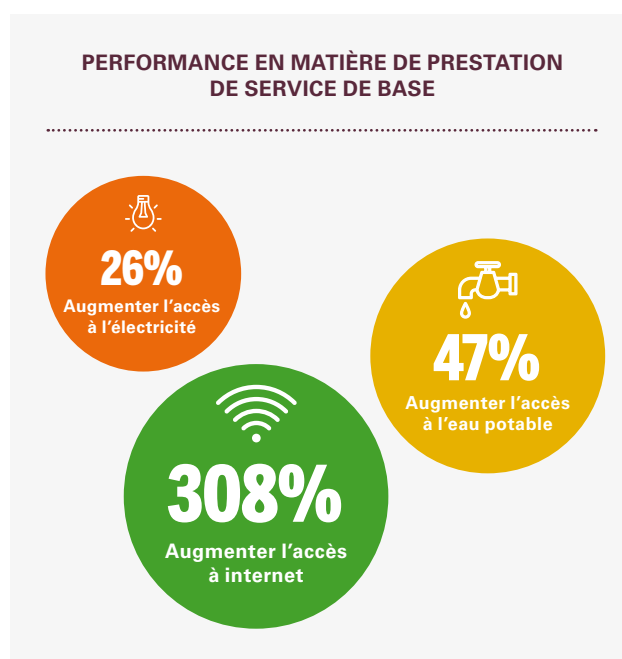 PERFORMANCE EN MATIÈRE DE PRESTATION
DE SERVICE DE BASE
26%
Augmenter l'accès
à l'électricité
47%
Augmenter l'accès
à l'eau potable
308%
Augmenter l'accès
à internet